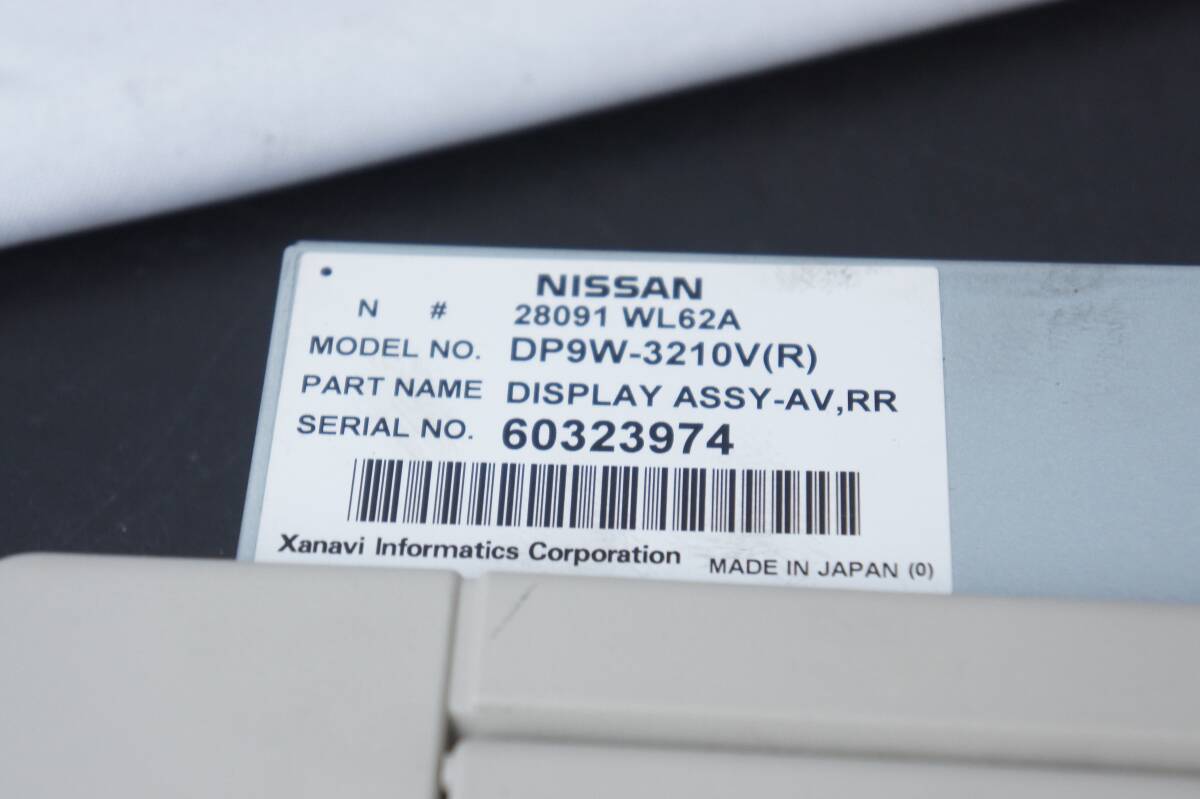 NISSAN
N # 28091 WL62A
MODEL NO. DP9W-3210V(R)
PART NAME DISPLAY ASSY-AV,RR
SERIAL NO. 60323974
Xanavi Informatics Corporation MADE IN JAPAN (0)